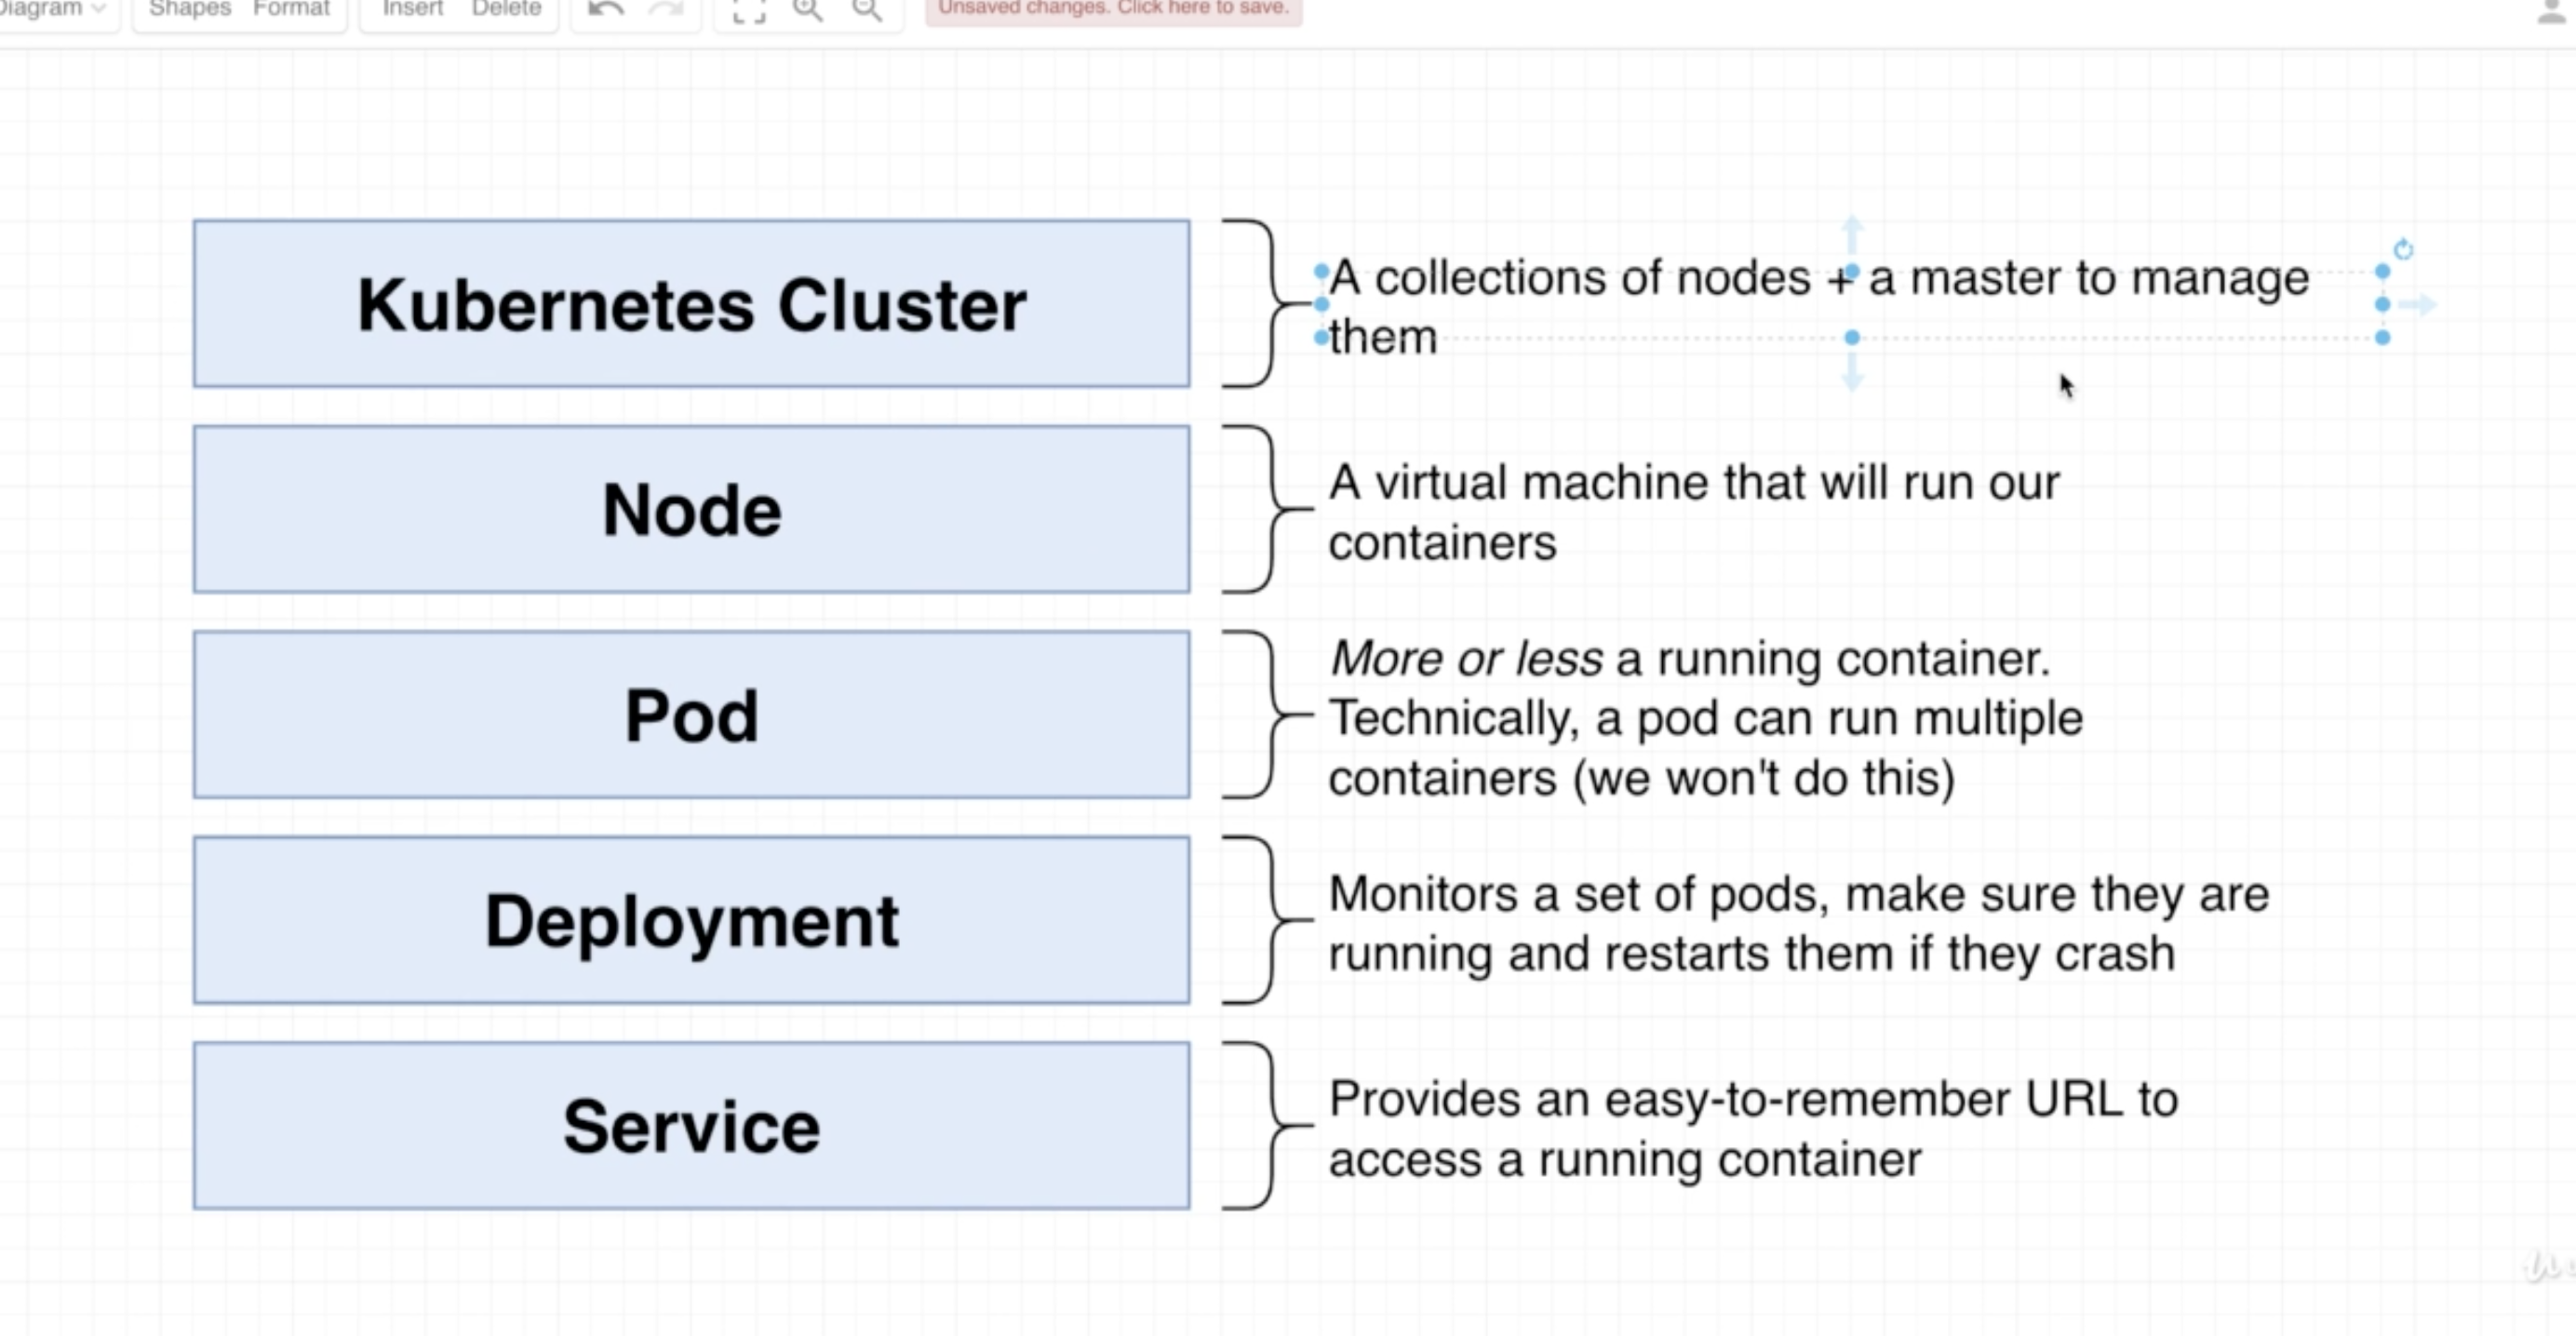 Diagram
Shapes Format
Insert Delete
Unsaved changes. Click here to save.
Kubernetes Cluster
A collections of nodes + a master to manage
them
Node
A virtual machine that will run our
containers
Pod
More or less a running container.
Technically, a pod can run multiple
containers (we won't do this)
Deployment
Monitors a set of pods, make sure they are
running and restarts them if they crash
Service
Provides an easy-to-remember URL to
access a running container